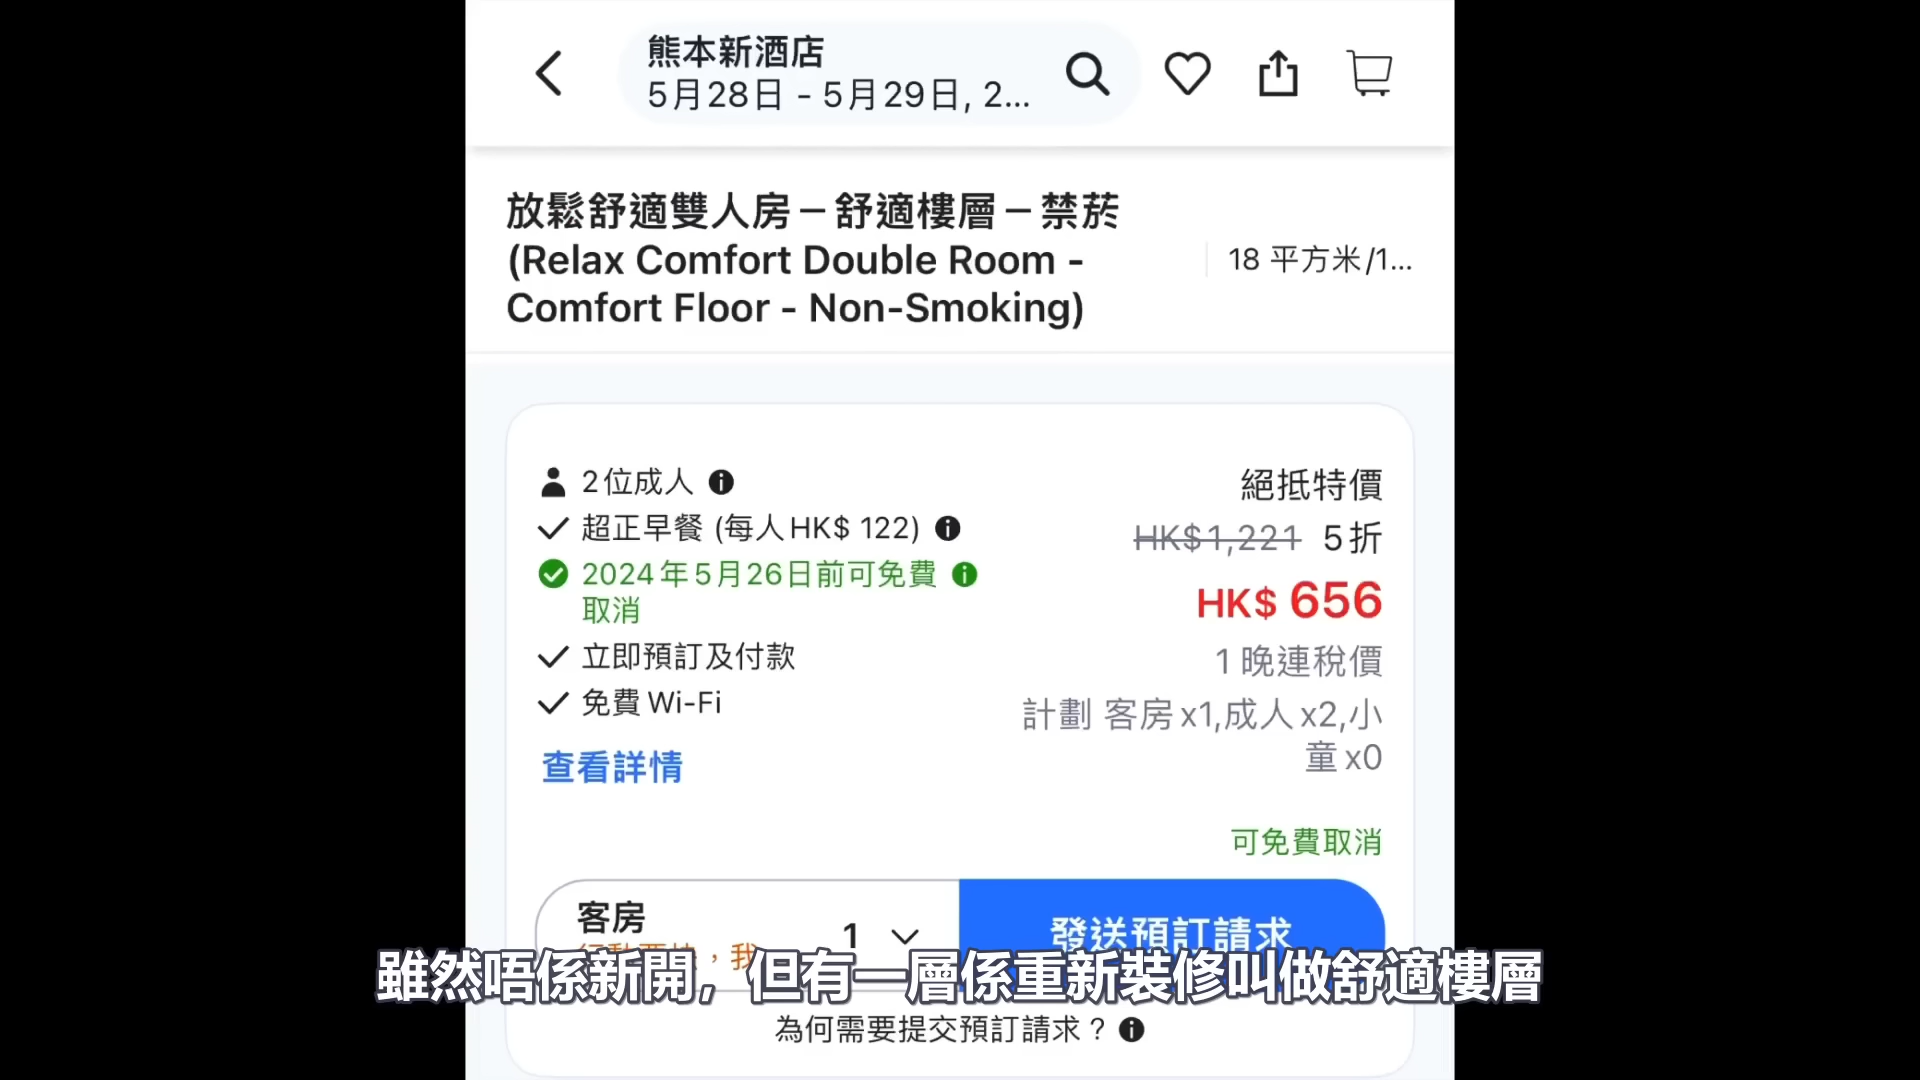 熊本新酒店
5月28日 - 5月29日, 2...
放鬆舒適雙人房 – 舒適樓層 – 禁菸
(Relax Comfort Double Room -
Comfort Floor - Non-Smoking)
18 平方米/1...
2位成人
超正早餐 (每人HK$ 122)
2024年5月26日前可免費
取消
立即預訂及付款
免費 Wi-Fi
查看詳情
絕抵特價
HK$1,221 5折
HK$ 656
1 晚連稅價
計劃 客房 x1,成人 x2,小
童 x0
可免費取消
客房
1
發送預訂請求
雖然唔係新開，但有一層係重新裝修叫做舒適樓層
為何需要提交預訂請求？